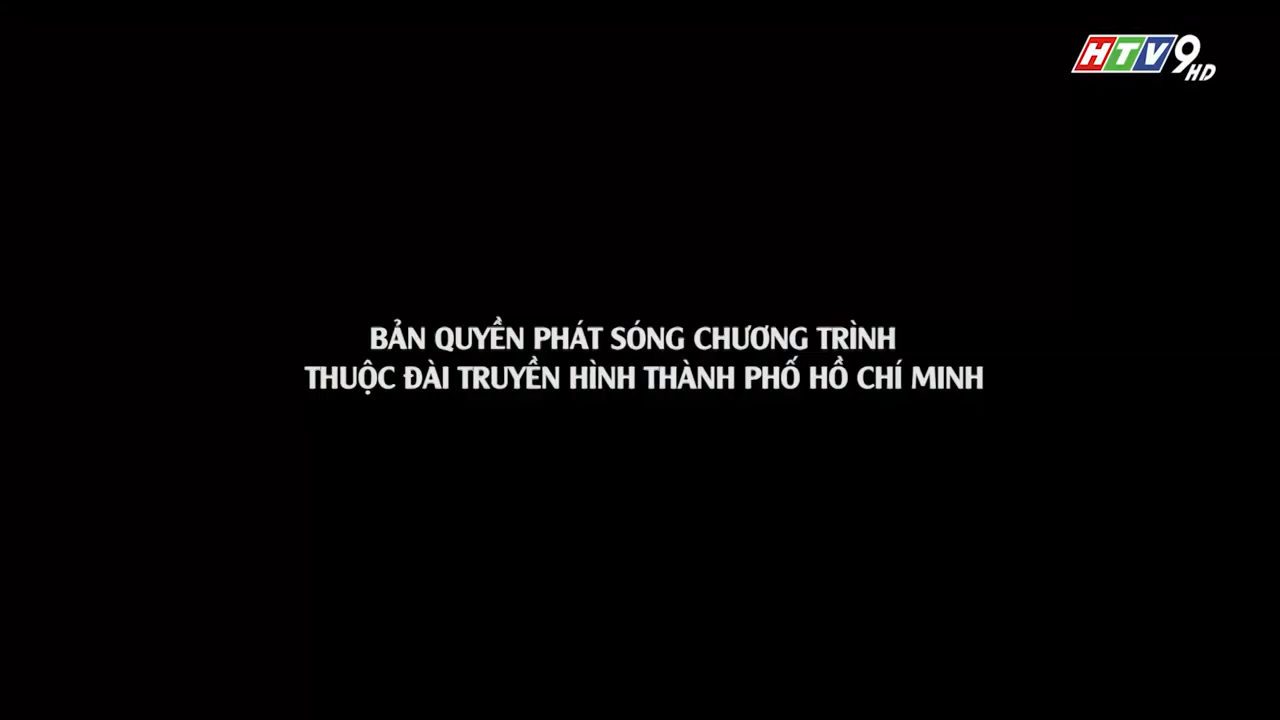 HTV9 HD
BẢN QUYỀN PHÁT SÓNG CHƯƠNG TRÌNH
THUỘC ĐÀI TRUYỀN HÌNH THÀNH PHỐ HỒ CHÍ MINH